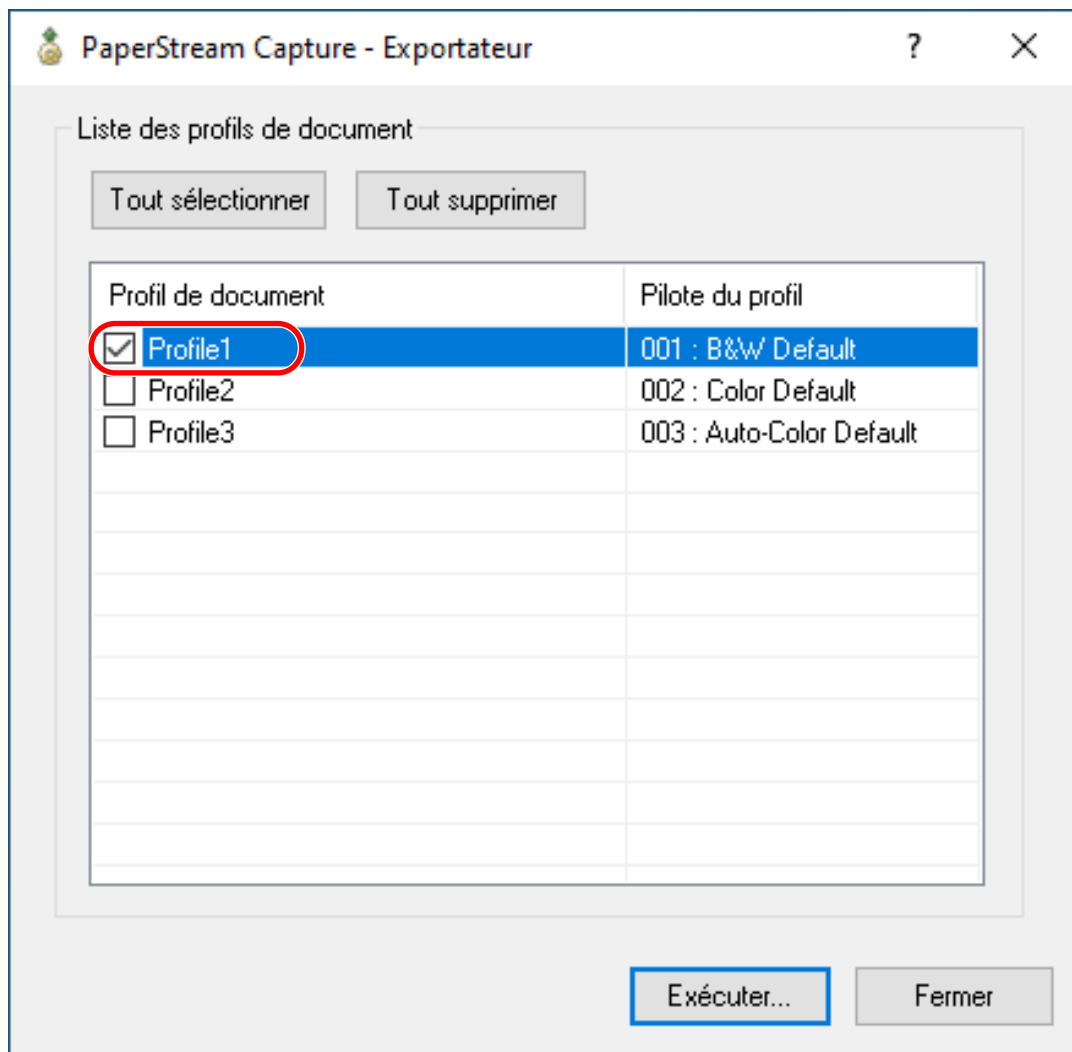 PaperStream Capture - Exportateur ?
Liste des profils de document
Tout sélectionner Tout supprimer
Profil de document Pilote du profil
Profile1 001 : B&W Default
Profile2 002 : Color Default
Profile3 003 : Auto-Color Default
Exécuter... Fermer